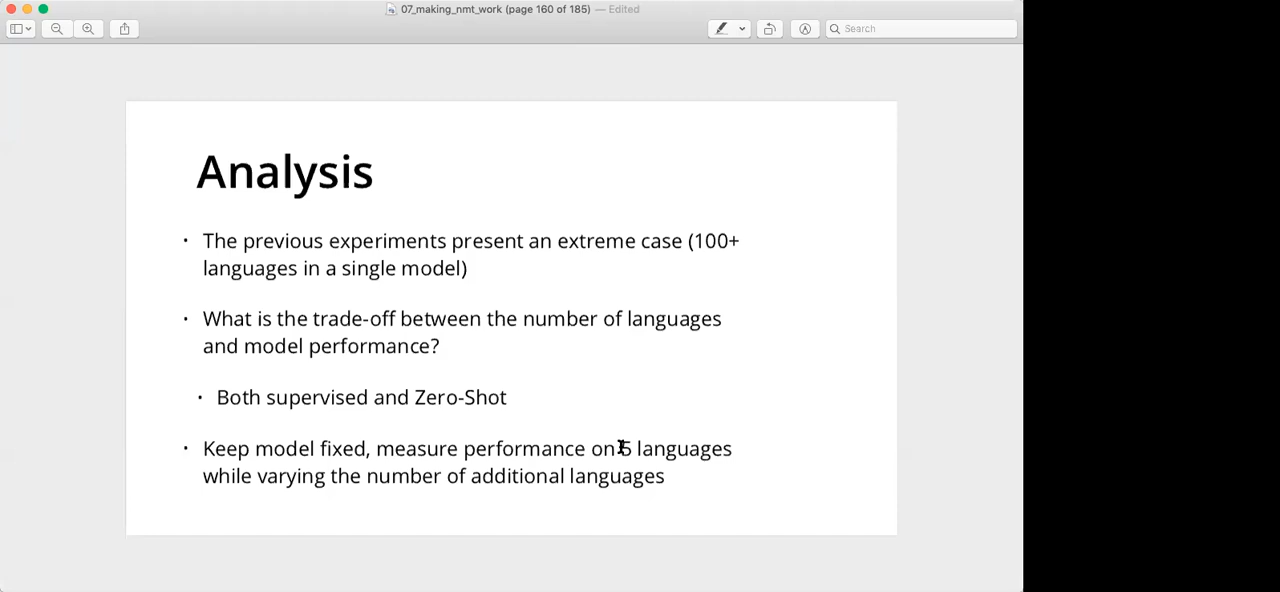 07_making_nmt_work (page 160 of 185) — Edited
Search
Analysis
• The previous experiments present an extreme case (100+
languages in a single model)
• What is the trade-off between the number of languages
and model performance?
• Both supervised and Zero-Shot
• Keep model fixed, measure performance on 5 languages
while varying the number of additional languages